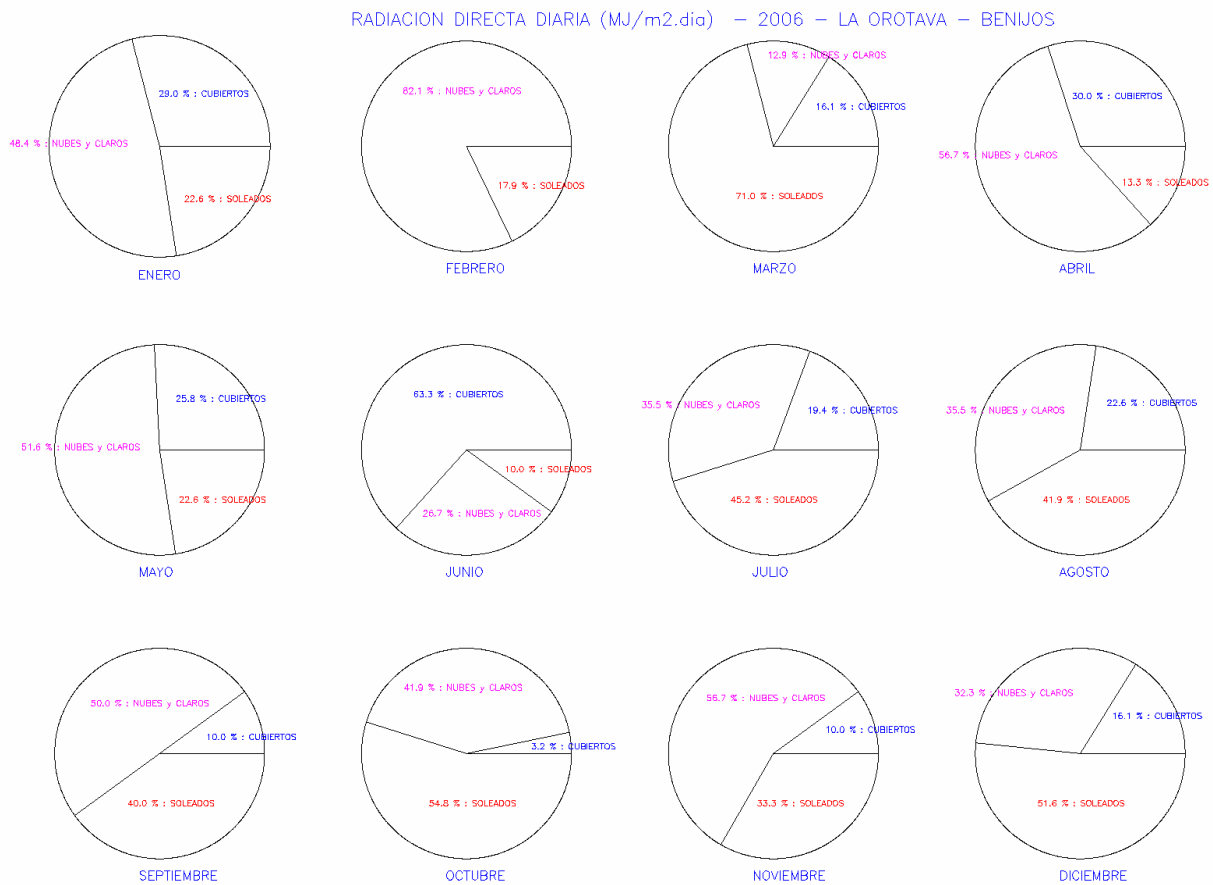 RADIACION DIRECTA DIARIA (MJ/m2.dia) - 2006 - LA OROTAVA - BENIJOS
29.0 % : CUBIERTOS
48.4 % : NUBES y CLAROS
22.6 % : SOLEADOS
ENERO
82.1 % : NUBES y CLAROS
17.9 % : SOLEADOS
FEBRERO
12.9 % : NUBES y CLAROS
16.1 % : CUBIERTOS
71.0 % : SOLEADOS
MARZO
30.0 % : CUBIERTOS
56.7 % : NUBES y CLAROS
13.3 % : SOLEADOS
ABRIL
25.8 % : CUBIERTOS
51.6 % : NUBES y CLAROS
22.6 % : SOLEADOS
MAYO
63.3 % : CUBIERTOS
10.0 % : SOLEADOS
26.7 % : NUBES y CLAROS
JUNIO
35.5 % : NUBES y CLAROS
19.4 % : CUBIERTOS
45.2 % : SOLEADOS
JULIO
35.5 % : NUBES y CLAROS
22.6 % : CUBIERTOS
41.9 % : SOLEADOS
AGOSTO
50.0 % : NUBES y CLAROS
10.0 % : CUBIERTOS
40.0 % : SOLEADOS
SEPTIEMBRE
41.9 % : NUBES y CLAROS
3.2 % : CUBIERTOS
54.8 % : SOLEADOS
OCTUBRE
56.7 % : NUBES y CLAROS
10.0 % : CUBIERTOS
33.3 % : SOLEADOS
NOVIEMBRE
32.3 % : NUBES y CLAROS
16.1 % : CUBIERTOS
51.6 % : SOLEADOS
DICIEMBRE